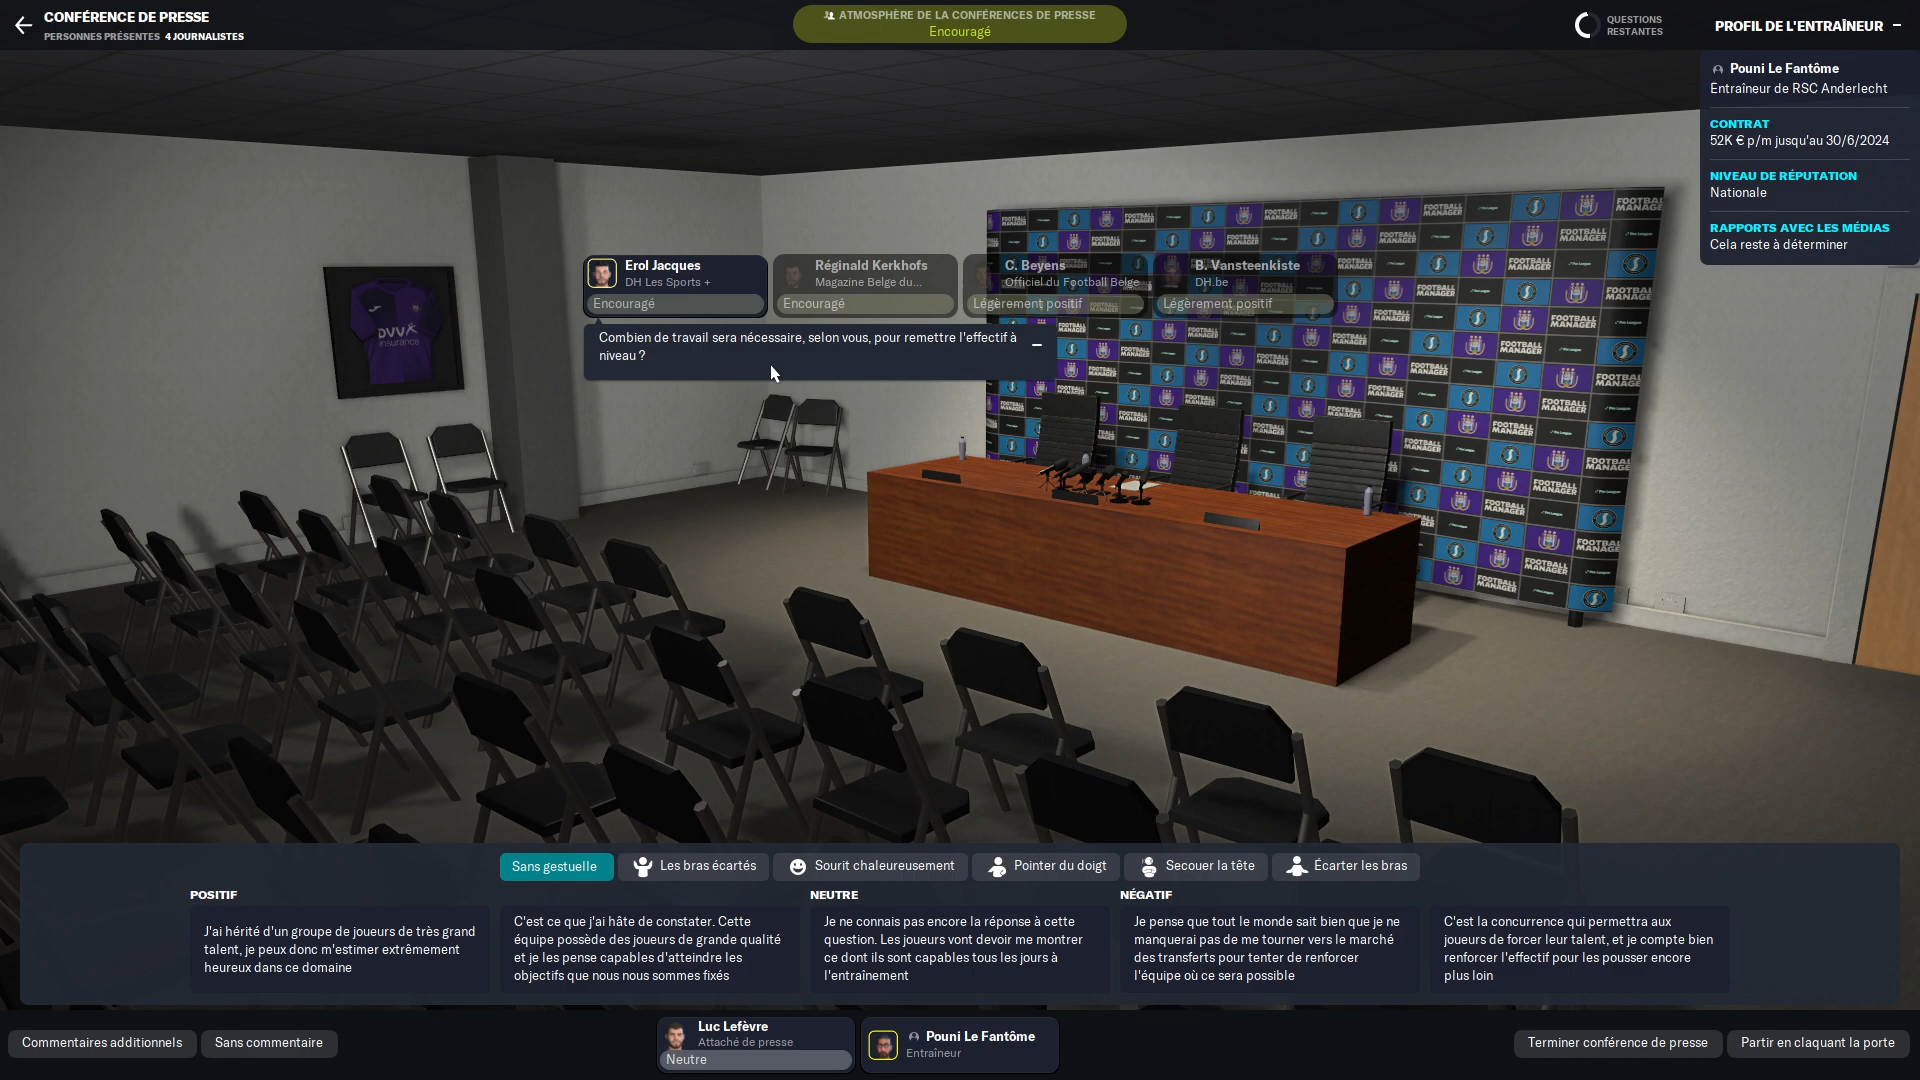 CONFÉRENCE DE PRESSE
PERSONNES PRÉSENTES 4 JOURNALISTES
ATMOSPHÈRE DE LA CONFÉRENCES DE PRESSE
Encouragé
QUESTIONS
RESTANTES
PROFIL DE L'ENTRAÎNEUR
Pouni Le Fantôme
Entraîneur de RSC Anderlecht
CONTRAT
52K € p/m jusqu'au 30/6/2024
NIVEAU DE RÉPUTATION
Nationale
RAPPORTS AVEC LES MÉDIAS
Cela reste à déterminer
Erol Jacques
DH Les Sports +
Encouragé
Réginald Kerkhofs
Magazine Belge du...
Encouragé
C. Beyens
Officiel du Football Belge
Légèrement positif
B. Vansteenkiste
DH.be
Légèrement positif
Combien de travail sera nécessaire, selon vous, pour remettre l'effectif à
niveau ?
DVV
insurance
FOOTBALL
MANAGER
Sans gestuelle
Les bras écartés
Sourit chaleureusement
Pointer du doigt
Secouer la tête
Écarter les bras
POSITIF
J'ai hérité d'un groupe de joueurs de très grand
talent, je peux donc m'estimer extrêmement
heureux dans ce domaine
C'est ce que j'ai hâte de constater. Cette
équipe possède des joueurs de grande qualité
et je les pense capables d'atteindre les
objectifs que nous nous sommes fixés
NEUTRE
Je ne connais pas encore la réponse à cette
question. Les joueurs vont devoir me montrer
ce dont ils sont capables tous les jours à
l'entraînement
NÉGATIF
Je pense que tout le monde sait bien que je ne
manquerai pas de me tourner vers le marché
des transferts pour tenter de renforcer
l'équipe où ce sera possible
C'est la concurrence qui permettra aux
joueurs de forcer leur talent, et je compte bien
renforcer l'effectif pour les pousser encore
plus loin
Commentaires additionnels
Sans commentaire
Luc Lefèvre
Attaché de presse
Neutre
Pouni Le Fantôme
Entraîneur
Terminer conférence de presse
Partir en claquant la porte